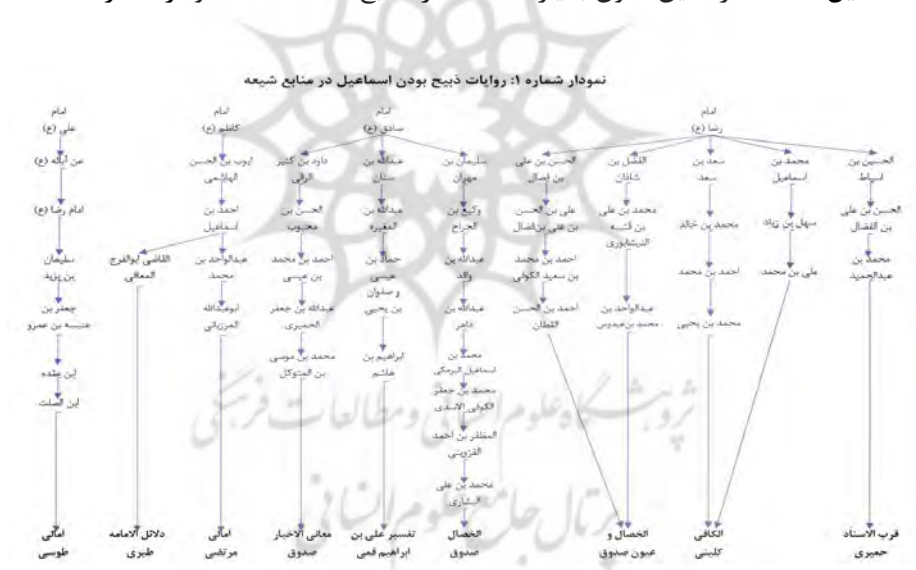 نمودار شماره ۱: روایات ذبیح بودن اسماعیل در منابع شیعه
امام
رضا (ع)
امام
صادق (ع)
امام
کاظم (ع)
امام
علی (ع)
الحسین بن
اسباط
محمد بن
اسماعیل
سعد بن
سعد
الفضل بن
شاذان
الحسن بن علی
بن فضال
سلیمان بن
مهران
عبدالله بن
سنان
داود بن کثیر
الرقی
ایوب بن الحسن
الهاشمی
عن آبائه (ع)
الحسن بن علی
بن الفضال
سهل بن زیاد
محمد بن خالد
محمد بن علی
بن قتیبه
النیشابوری
علی بن الحسن
بن علی بن فضال
وکیع بن
الجراح
عبدالله بن
المغیره
الحسن بن
محبوب
احمد بن
اسماعیل
امام رضا (ع)
محمد بن
عبدالحمید
علی بن محمد
احمد بن محمد
احمد بن محمد
بن سعید الکوفی
عبدالله بن
واقد
حماد بن
عیسی
و صفوان
بن یحیی
احمد بن محمد
بن عیسی
عبدالواحد بن
محمد
القاضی ابوالفرج
المعافی
سلیمان
بن یزید
محمد بن یحیی
عبدالواحد بن
محمد بن عبدوس
احمد بن الحسن
القطان
عبدالله بن
داهر
عبدالله بن جعفر
الحمیری
ابوعبدالله
المرزبانی
جعفر بن
عنبسه بن عمرو
محمد بن
اسماعیل البرمکی
ابراهیم بن
هاشم
محمد بن موسی
بن المتوکل
ابن عقده
محمد بن جعفر
الکوفی الاسدی
ابن الصلت
المظفر بن احمد
القزوینی
محمد بن علی
البشاری
قرب الاسناد
حمیری
الکافی
کلینی
الخصال و
عیون صدوق
الخصال
صدوق
تفسیر علی بن
ابراهیم قمی
معانی الاخبار
صدوق
امالی
مرتضی
دلائل الامامه
طبری
امالی
طوسی
پژوهشگاه علوم انسانی و مطالعات فرهنگی
پرتال جامع علوم انسانی